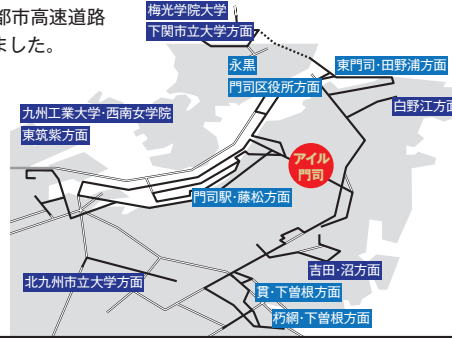 都市高速道路
ました。
梅光学院大学
下関市立大学方面
永黒
門司区役所方面
東門司・田野浦方面
白野江方面
九州工業大学・西南女学院
東筑紫方面
アイル
門司
門司駅・藤松方面
吉田・沼方面
北九州市立大学方面
貫・下曽根方面
朽網・下曽根方面